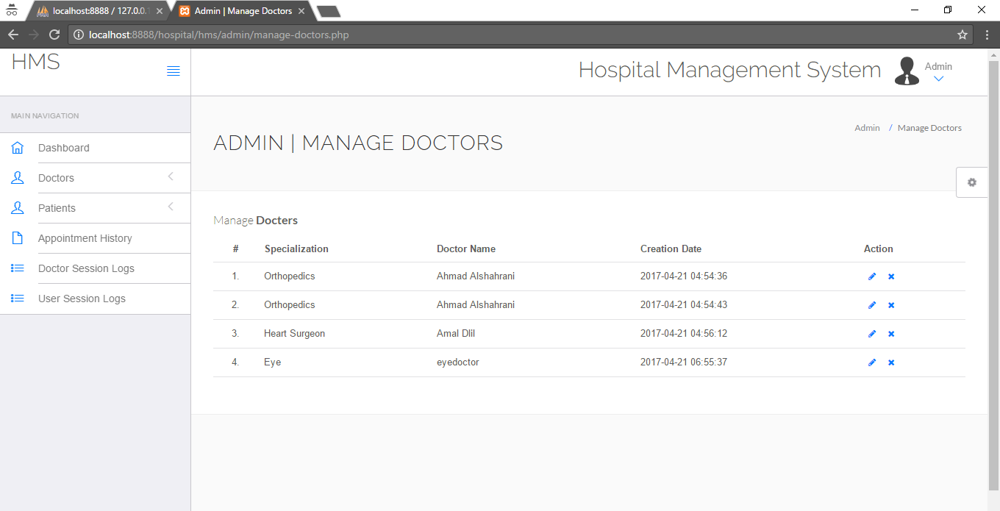 localhost:8888 / 127.0.0.1
Admin | Manage Doctors
localhost:8888/hospital/hms/admin/manage-doctors.php
HMS
Hospital Management System
Admin
MAIN NAVIGATION
Dashboard
Doctors
Patients
Appointment History
Doctor Session Logs
User Session Logs
ADMIN | MANAGE DOCTORS
Admin / Manage Doctors
Manage Docters
# Specialization Doctor Name Creation Date Action
1. Orthopedics Ahmad Alshahrani 2017-04-21 04:54:36
2. Orthopedics Ahmad Alshahrani 2017-04-21 04:54:43
3. Heart Surgeon Amal Dlil 2017-04-21 04:56:12
4. Eye eyedoctor 2017-04-21 06:55:37